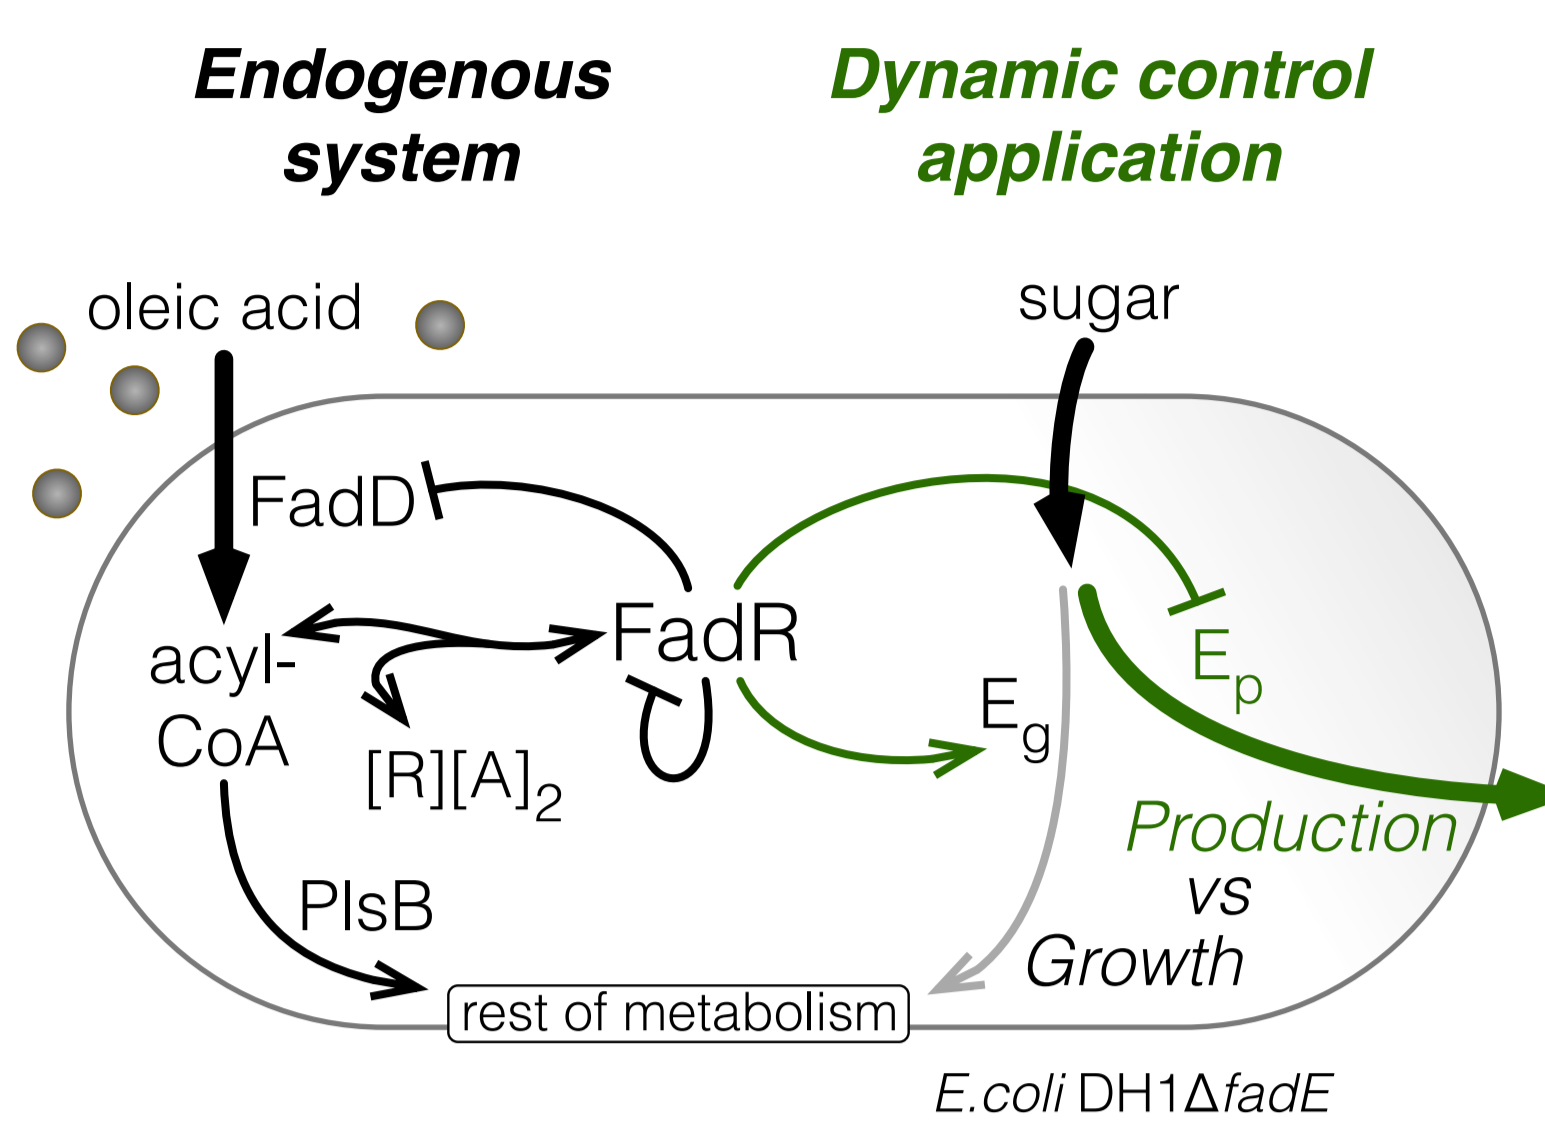 Endogenous
system
Dynamic control
application
oleic acid
sugar
FadD
FadR
acyl-
CoA
[R][A]2
Eg
Ep
PlsB
Production
vs
Growth
rest of metabolism
E.coli DH1ΔfadE